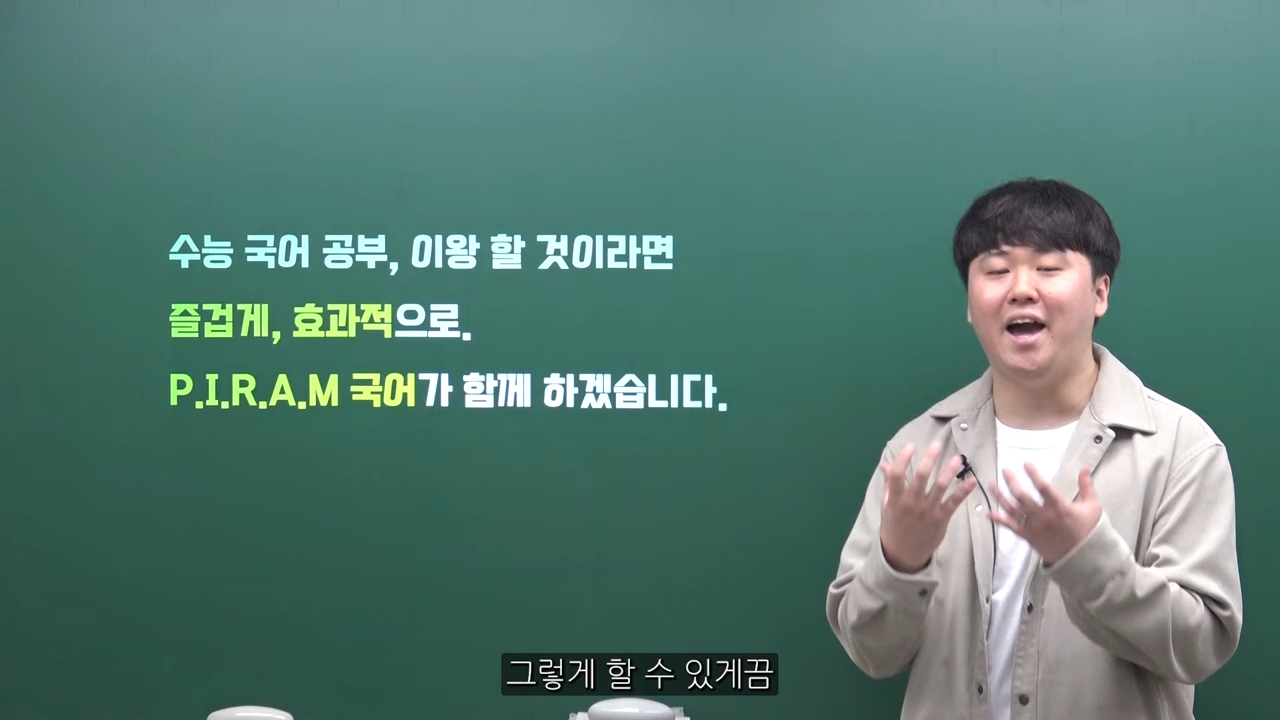 수능 국어 공부, 이왕 할 것이라면
즐겁게, 효과적으로.
P.I.R.A.M 국어가 함께 하겠습니다.
그렇게 할 수 있게끔